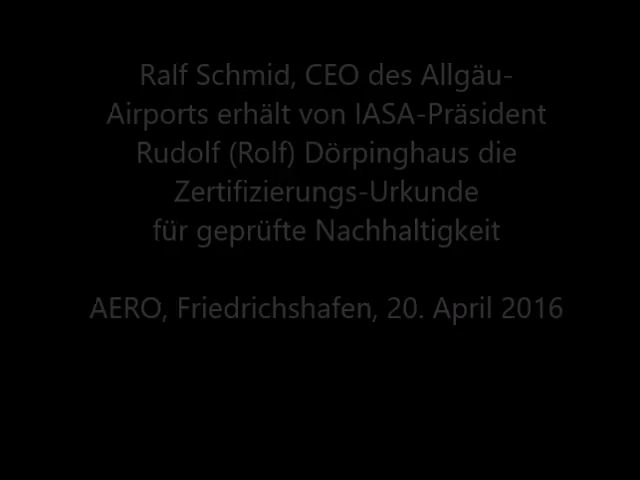 Ralf Schmid, CEO des Allgäu-
Airports erhält von IASA-Präsident
Rudolf (Rolf) Dörpinghaus die
Zertifizierungs-Urkunde
für geprüfte Nachhaltigkeit
AERO, Friedrichshafen, 20. April 2016